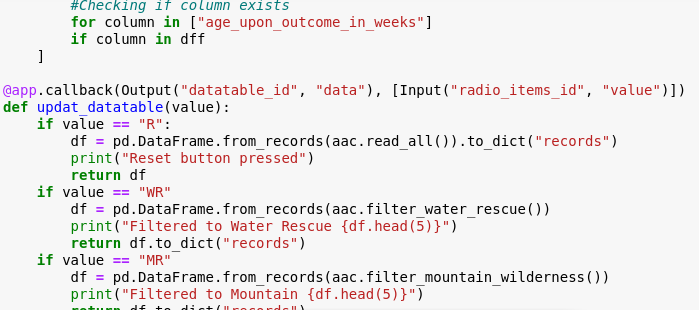 #Checking if column exists
for column in ["age_upon_outcome_in_weeks"]
if column in dff
]
@app.callback(Output("datatable_id", "data"), [Input("radio_items_id", "value")])
def updat_datatable(value):
if value == "R":
df = pd.DataFrame.from_records(aac.read_all()).to_dict("records")
print("Reset button pressed")
return df
if value == "WR"
df = pd.DataFrame.from_records(aac.filter_water_rescue())
print("Filtered to Water Rescue {df.head(5)}")
return df.to_dict("records")
if value == "MR"
df = pd.DataFrame.from_records(aac.filter_mountain_wilderness())
print("Filtered to Mountain {df.head(5)}")
return df.to_dict("records")